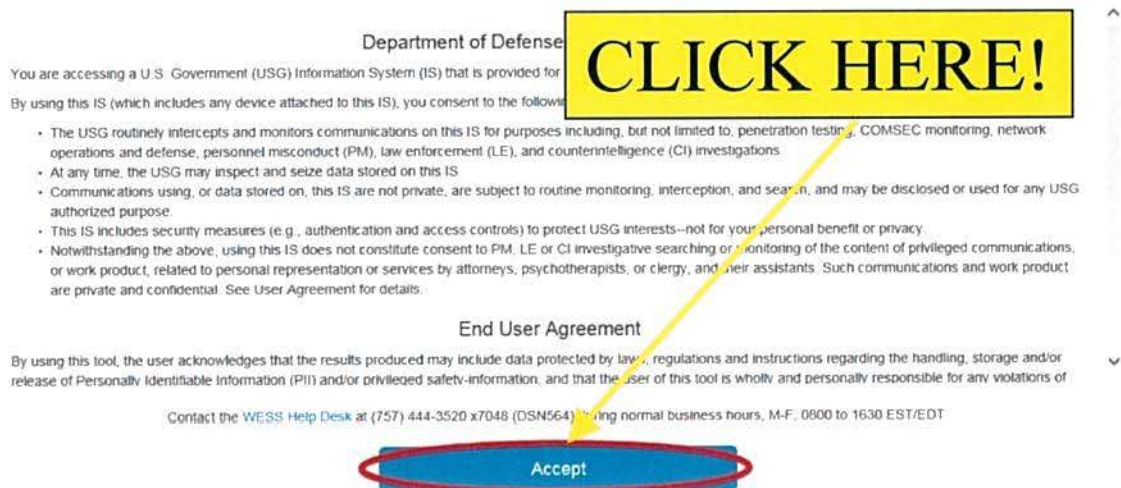 Department of Defense
CLICK HERE!
You are accessing a U.S. Government (USG) Information System (IS) that is provided for
By using this IS (which includes any device attached to this IS), you consent to the followin
• The USG routinely intercepts and monitors communications on this IS for purposes including, but not limited to, penetration testing, COMSEC monitoring, network
operations and defense, personnel misconduct (PM), law enforcement (LE), and counterintelligence (CI) investigations
• At any time, the USG may inspect and seize data stored on this IS
• Communications using, or data stored on, this IS are not private, are subject to routine monitoring, interception, and search, and may be disclosed or used for any USG
authorized purpose.
• This IS includes security measures (e.g., authentication and access controls) to protect USG interests--not for your personal benefit or privacy.
• Notwithstanding the above, using this IS does not constitute consent to PM, LE or CI investigative searching or monitoring of the content of privileged communications,
or work product, related to personal representation or services by attorneys, psychotherapists, or clergy, and their assistants. Such communications and work product
are private and confidential. See User Agreement for details.
End User Agreement
By using this tool, the user acknowledges that the results produced may include data protected by laws, regulations and instructions regarding the handling, storage and/or
release of Personally Identifiable Information (PII) and/or privileged safety-information, and that the user of this tool is wholly and personally responsible for any violations of
Contact the WESS Help Desk at (757) 444-3520 x7048 (DSN564) during normal business hours, M-F, 0800 to 1630 EST/EDT
Accept